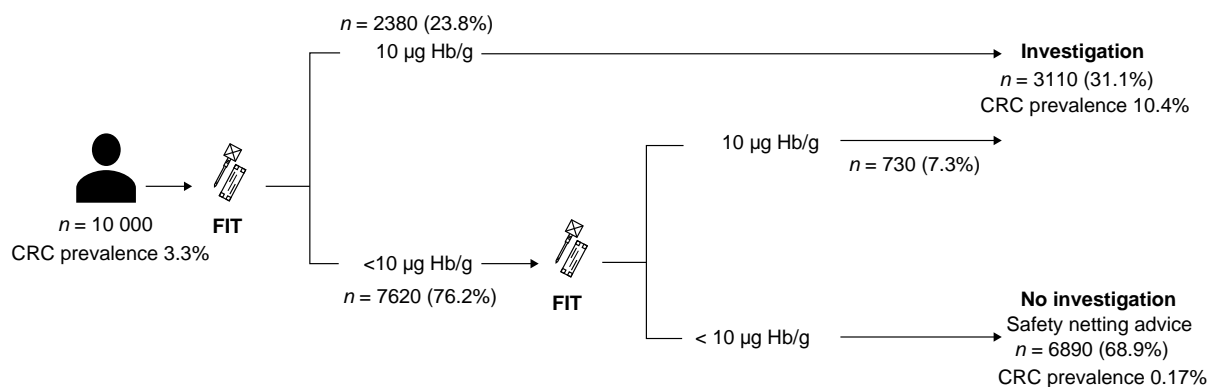 n = 2380 (23.8%)
10 µg Hb/g
Investigation
n = 3110 (31.1%)
CRC prevalence 10.4%
10 µg Hb/g
n = 730 (7.3%)
n = 10 000
CRC prevalence 3.3%
FIT
<10 µg Hb/g
n = 7620 (76.2%)
FIT
< 10 µg Hb/g
No investigation
Safety netting advice
n = 6890 (68.9%)
CRC prevalence 0.17%